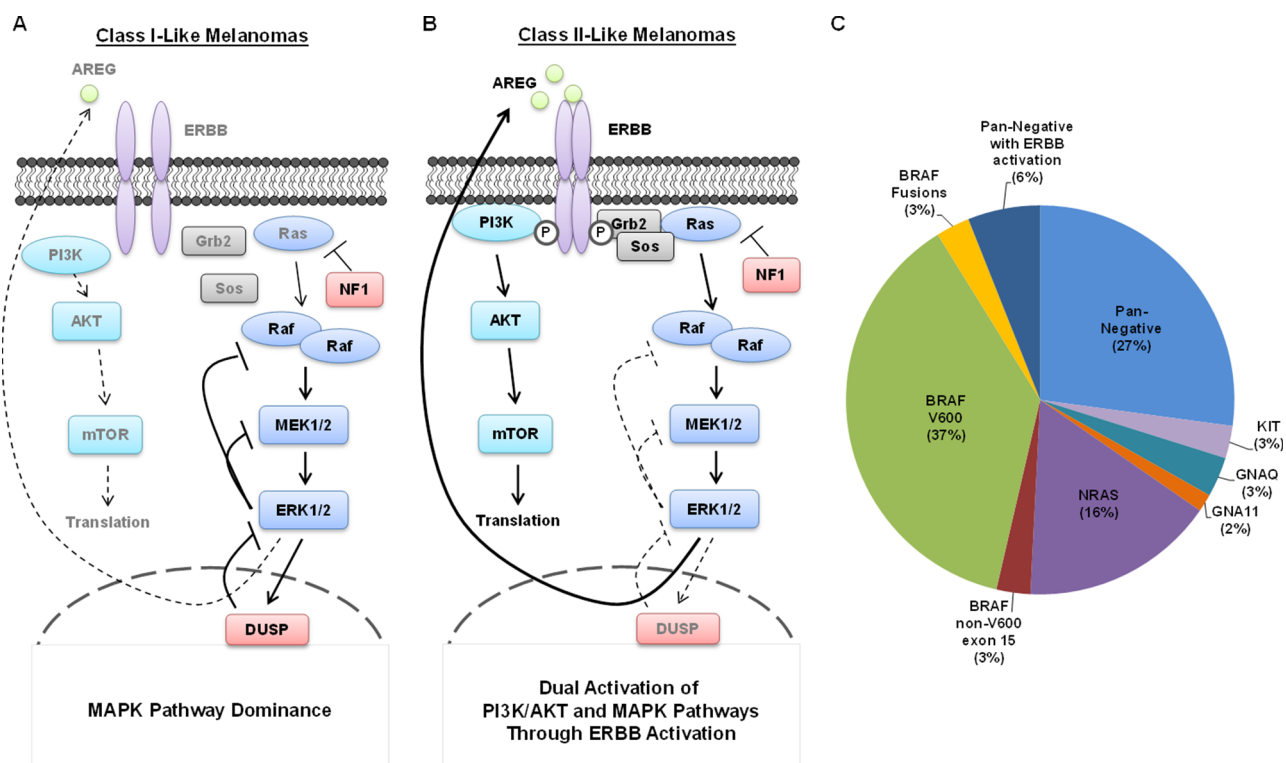 A
Class I-Like Melanomas
AREG
ERBB
PI3K
Grb2
Ras
Sos
NF1
AKT
Raf
Raf
mTOR
MEK1/2
Translation
ERK1/2
DUSP
MAPK Pathway Dominance
B
Class II-Like Melanomas
AREG
ERBB
PI3K
P
P
Grb2
Sos
Ras
NF1
AKT
Raf
Raf
mTOR
MEK1/2
Translation
ERK1/2
DUSP
Dual Activation of
PI3K/AKT and MAPK Pathways
Through ERBB Activation
C
Pan-Negative
with ERBB
activation
(6%)
BRAF
Fusions
(3%)
Pan-
Negative
(27%)
BRAF
V600
(37%)
KIT
(3%)
GNAQ
(3%)
GNA11
(2%)
NRAS
(16%)
BRAF
non-V600
exon 15
(3%)